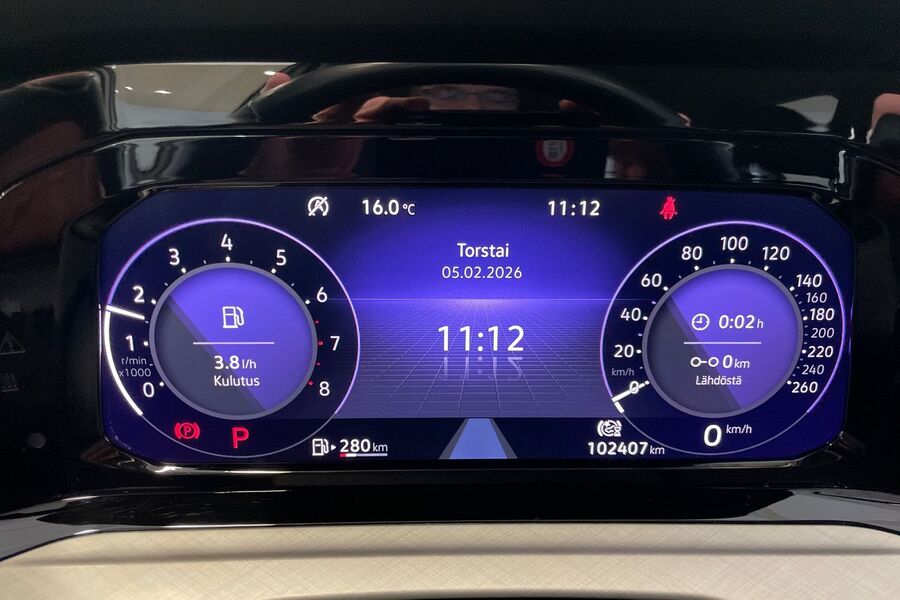 16.0°C
11:12
Torstai
05.02.2026
11:12
0
1
2
3
4
5
6
7
8
r/min
x1000
3.8 l/h
Kulutus
P
P
280 km
0
20
40
60
80
100
120
140
160
180
200
220
240
260
km/h
0:02 h
0 km
Lähdöstä
0 km/h
102407 km